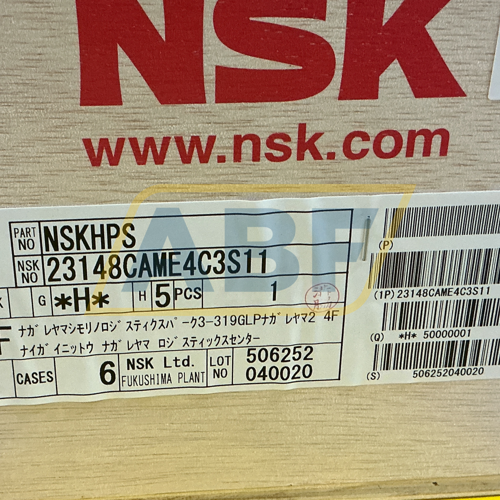 NSK
www.nsk.com
ABF
PART NO NSKHPS
NSK NO 23148CAME4C3S11
K G *H* H 5PCS 1
F ナガレヤマシモリノロジスティクスパーク3-319GLPナガレヤマ2 4F
ナイガイニットウ ナガレヤマ ロジスティックスセンター
CASES 6 NSK Ltd. FUKUSHIMA PLANT LOT NO 506252 040020
(P)
(1P) 23148CAME4C3S11
(Q) *H* 50000001
(S) 506252040020